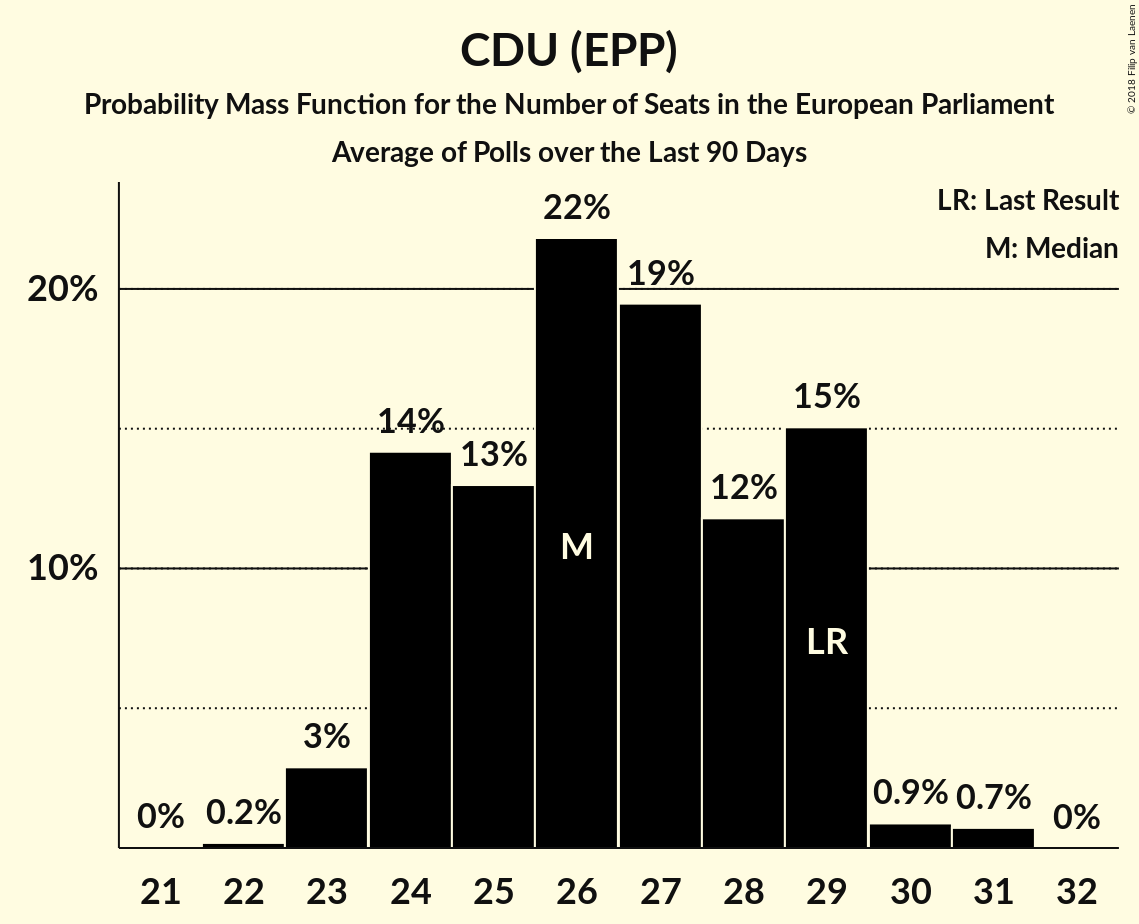 CDU (EPP)
Probability Mass Function for the Number of Seats in the European Parliament
Average of Polls over the Last 90 Days
© 2018 Filip van Laenen
LR: Last Result
M: Median
20%
10%
0%
0.2%
3%
14%
13%
22%
19%
12%
15%
0.9%
0.7%
0%
M
LR
21 22 23 24 25 26 27 28 29 30 31 32